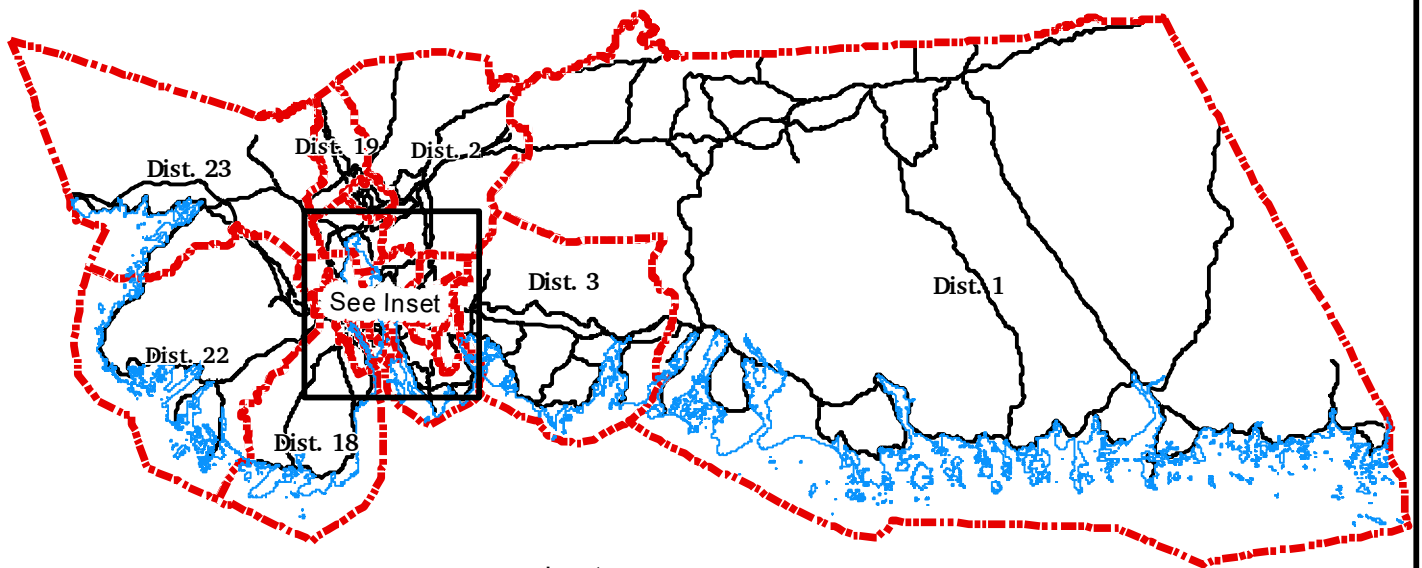 Dist. 19
Dist. 2
Dist. 23
Dist. 3
Dist. 1
See Inset
Dist. 22
Dist. 18